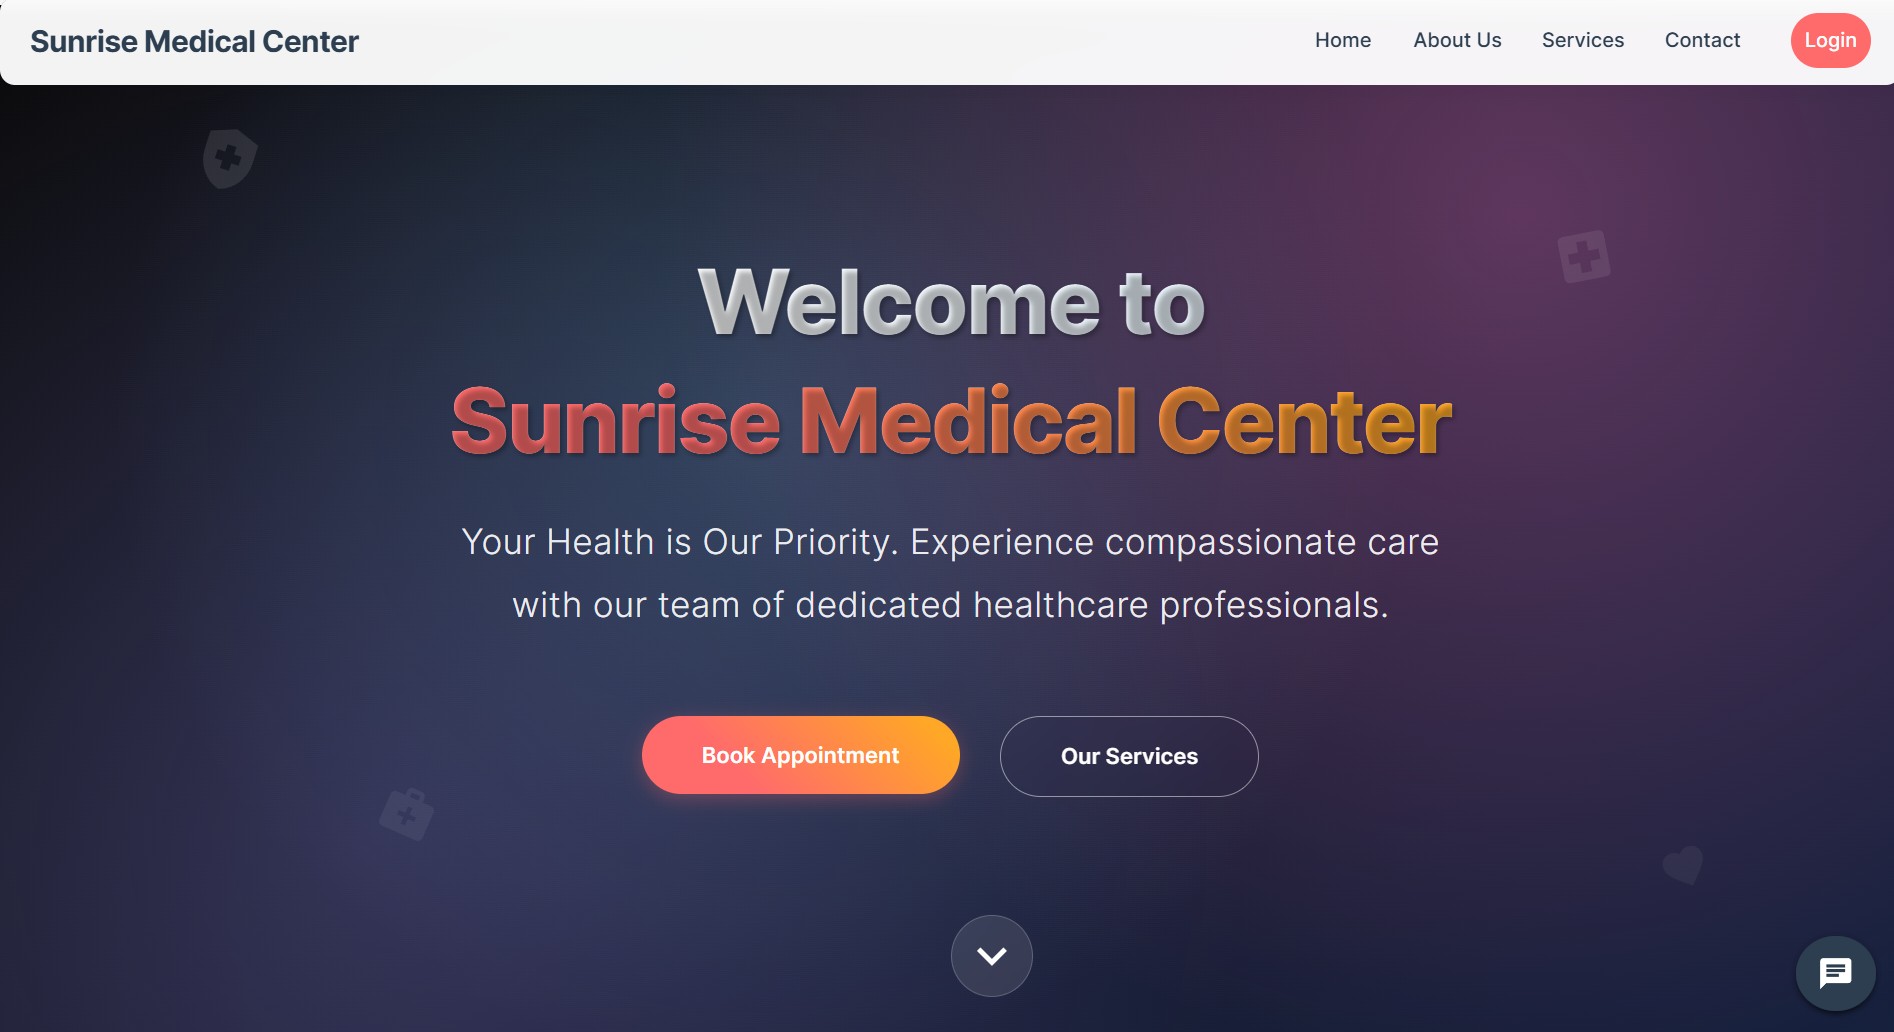 Sunrise Medical Center
Home
About Us
Services
Contact
Login
Welcome to
Sunrise Medical Center
Your Health is Our Priority. Experience compassionate care
with our team of dedicated healthcare professionals.
Book Appointment
Our Services